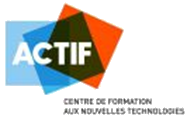 ACTIF
CENTRE DE FORMATION
AUX NOUVELLES TECHNOLOGIES